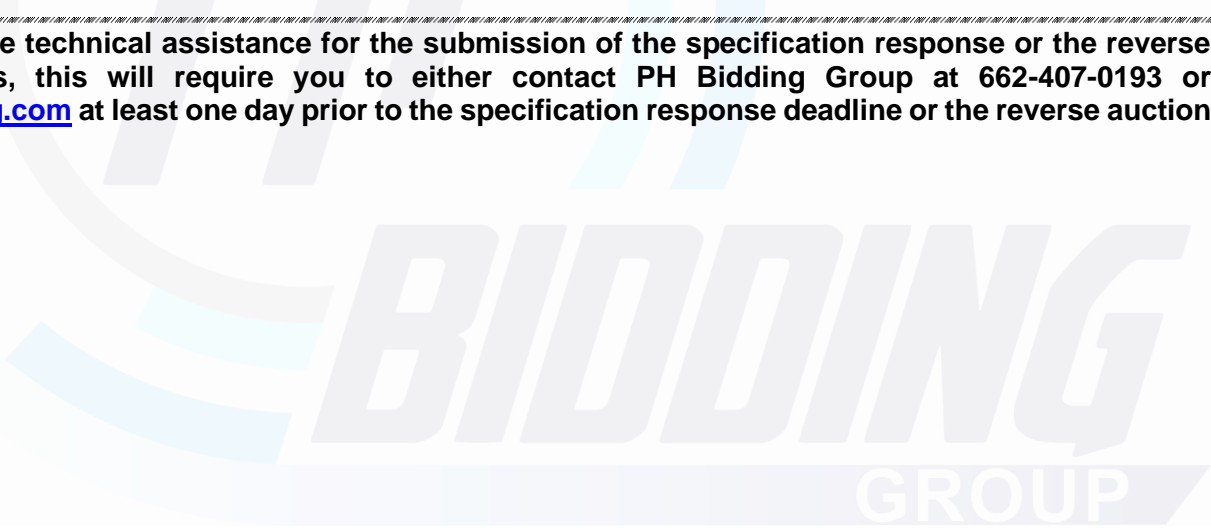 e technical assistance for the submission of the specification response or the reverse
s, this will require you to either contact PH Bidding Group at 662-407-0193 or
g.com at least one day prior to the specification response deadline or the reverse auction
BIDDING
GROUP